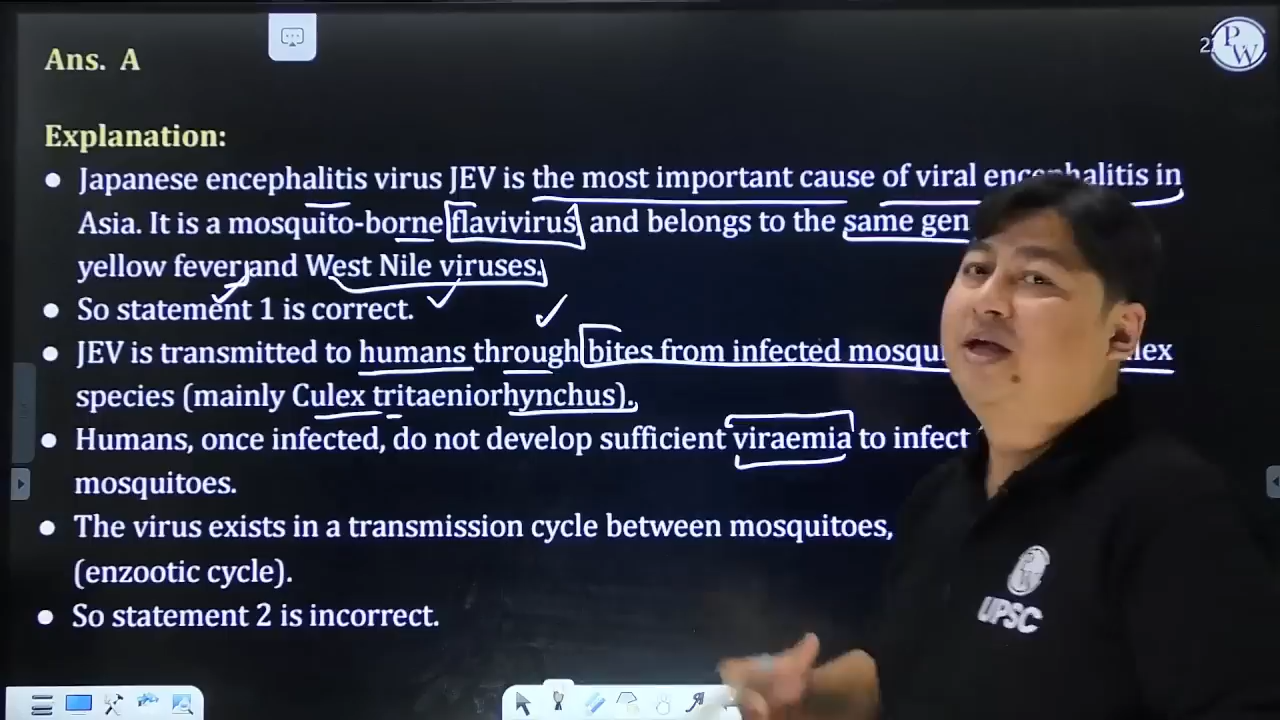 Ans. A
Explanation:
● Japanese encephalitis virus JEV is the most important cause of viral encephalitis in
Asia. It is a mosquito-borne flavivirus and belongs to the same gen
yellow fever and West Nile viruses.
● So statement 1 is correct.
● JEV is transmitted to humans through bites from infected mosqu lex
species (mainly Culex tritaeniorhynchus).
● Humans, once infected, do not develop sufficient viraemia to infect
mosquitoes.
● The virus exists in a transmission cycle between mosquitoes,
(enzootic cycle).
● So statement 2 is incorrect.
2
PW
PW
UPSC